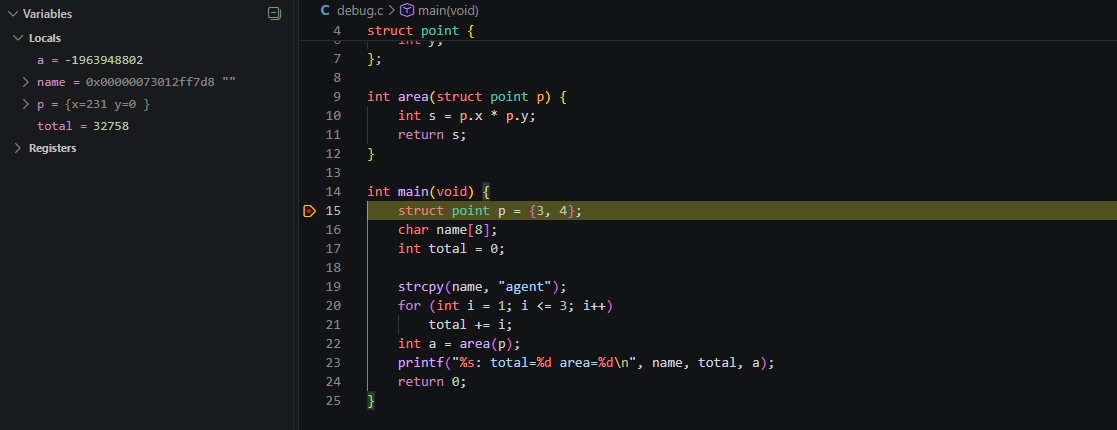 Variables
Locals
a = -1963948802
name = 0x00000073012ff7d8 ""
p = {x=231 y=0 }
total = 32758
Registers
C debug.c > main(void)
4 struct point {
6 int y;
7 };
8
9 int area(struct point p) {
10 int s = p.x * p.y;
11 return s;
12 }
13
14 int main(void) {
15 struct point p = {3, 4};
16 char name[8];
17 int total = 0;
18
19 strcpy(name, "agent");
20 for (int i = 1; i <= 3; i++)
21 total += i;
22 int a = area(p);
23 printf("%s: total=%d area=%d\n", name, total, a);
24 return 0;
25 }